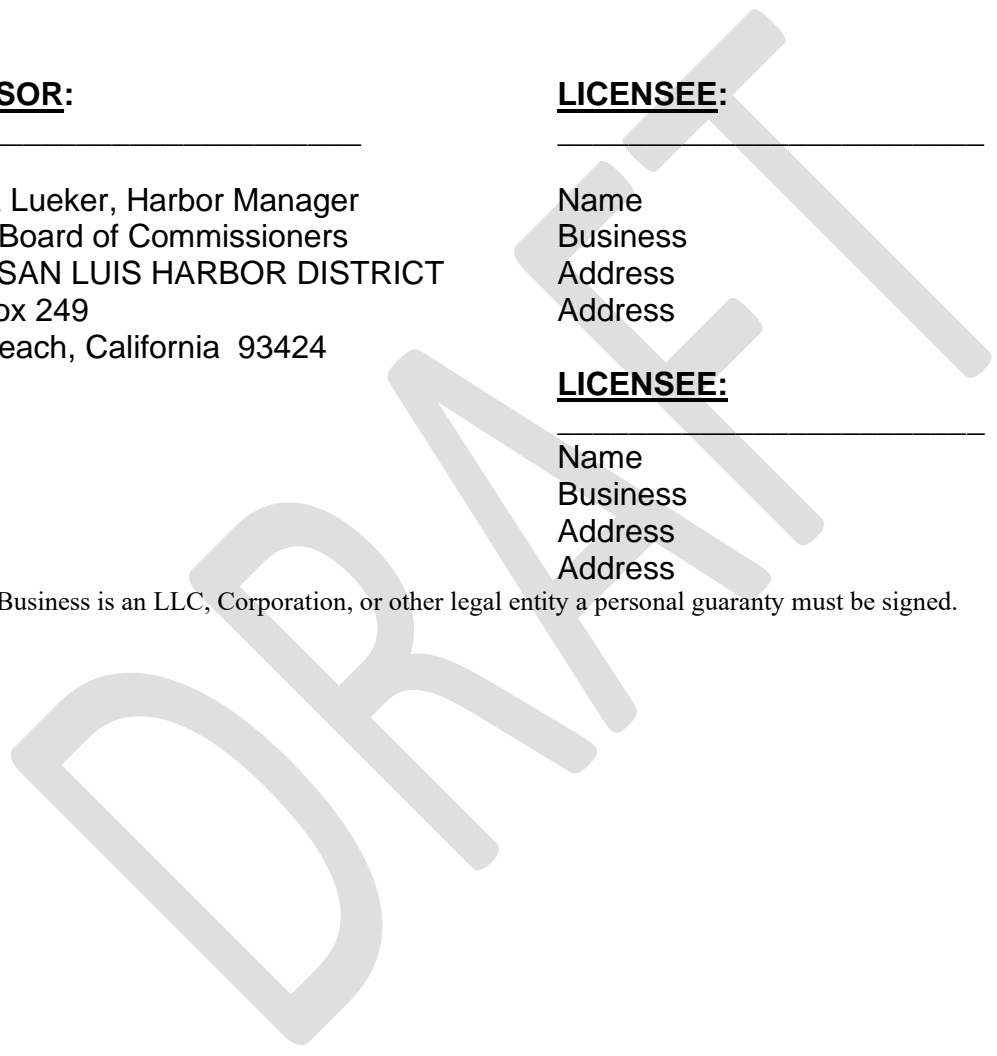 SOR:
LICENSEE:
Lueker, Harbor Manager
Board of Commissioners
SAN LUIS HARBOR DISTRICT
ox 249
each, California 93424
Name
Business
Address
Address
LICENSEE:
Name
Business
Address
Address
Business is an LLC, Corporation, or other legal entity a personal guaranty must be signed.
DRAFT